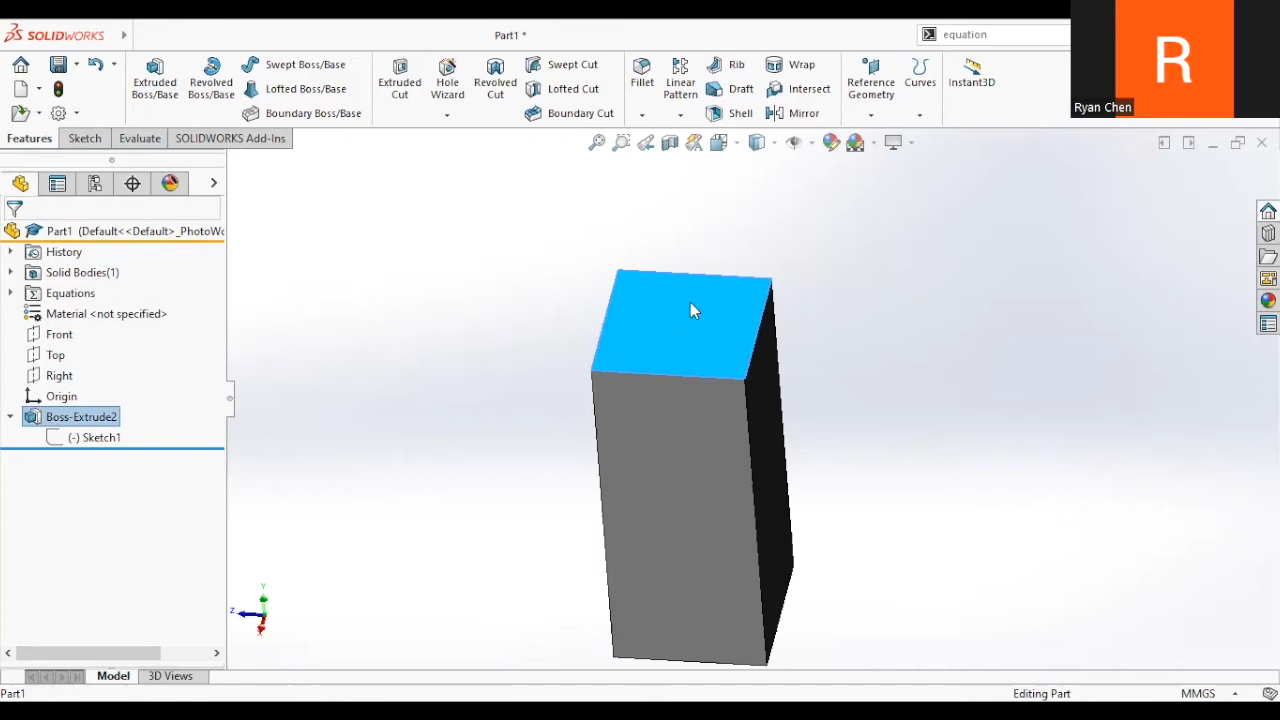 SOLIDWORKS
Part1 *
equation
R
Ryan Chen
Extruded Boss/Base
Revolved Boss/Base
Swept Boss/Base
Lofted Boss/Base
Boundary Boss/Base
Extruded Cut
Hole Wizard
Revolved Cut
Swept Cut
Lofted Cut
Boundary Cut
Fillet
Linear Pattern
Rib
Draft
Shell
Wrap
Intersect
Mirror
Reference Geometry
Curves
Instant3D
Features
Sketch
Evaluate
SOLIDWORKS Add-Ins
Part1 (Default<<Default>_PhotoWo
History
Solid Bodies(1)
Equations
Material <not specified>
Front
Top
Right
Origin
Boss-Extrude2
(-) Sketch1
Y
Z
X
Model
3D Views
Part1
Editing Part
MMGS